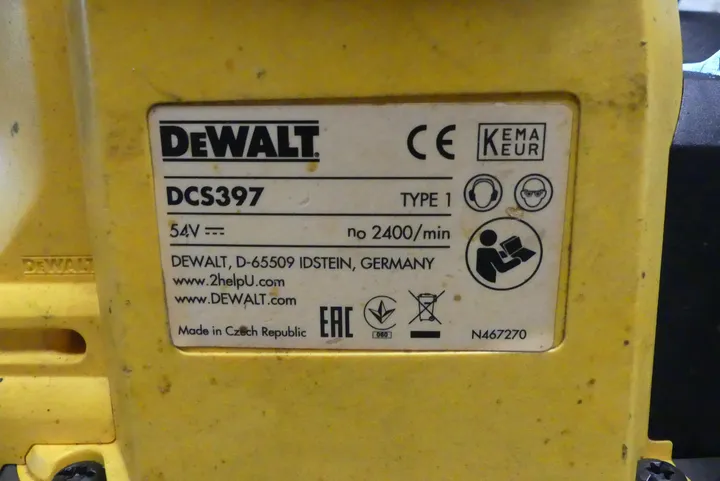 DEWALT
CE
KEMA
KEUR
DCS397 TYPE 1
54V n₀ 2400/min
DEWALT, D-65509 IDSTEIN, GERMANY
www.2helpU.com
www.DEWALT.com
Made in Czech Republic
EAC
N467270
DEWALT